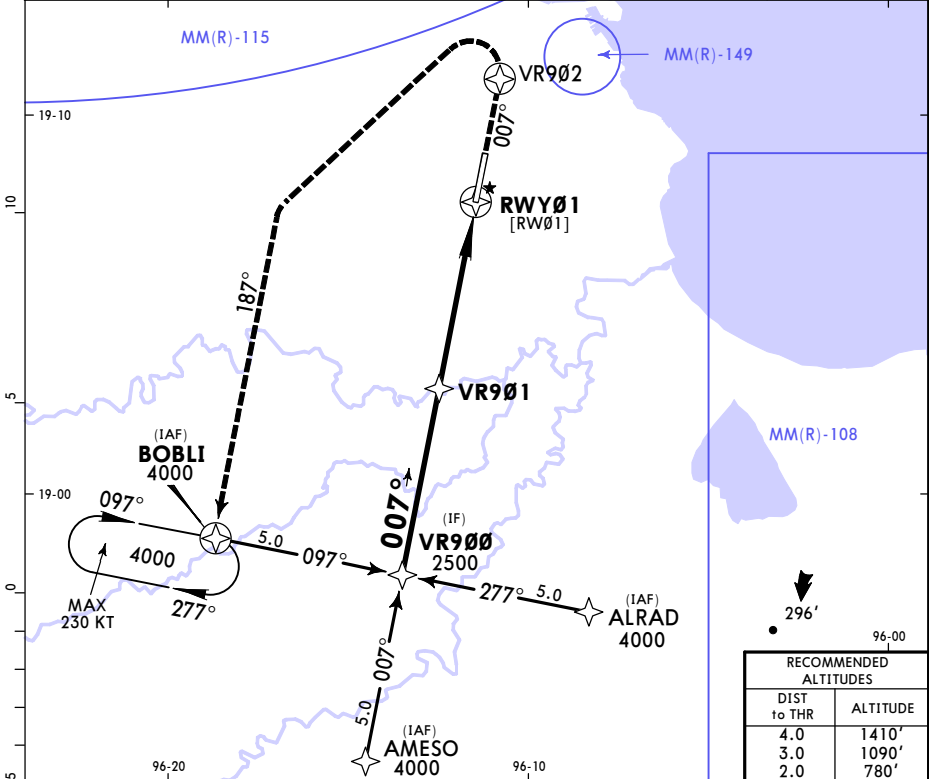 MM(R)-115
MM(R)-149
VR9Ø2
19-10
007°
10
RWYØ1
[RWØ1]
187°
5
VR9Ø1
(IAF)
BOBLI
4000
MM(R)-108
19-00
097°
007°
(IF)
VR9ØØ
2500
5.0
097°
4000
277°
5.0
MAX
230 KT
277°
0
(IAF)
ALRAD
4000
296'
96-00
007°
5.0
(IAF)
AMESO
4000
5
96-20
96-10
RECOMMENDED
ALTITUDES
DIST
to THR
ALTITUDE
4.0 1410'
3.0 1090'
2.0 780'